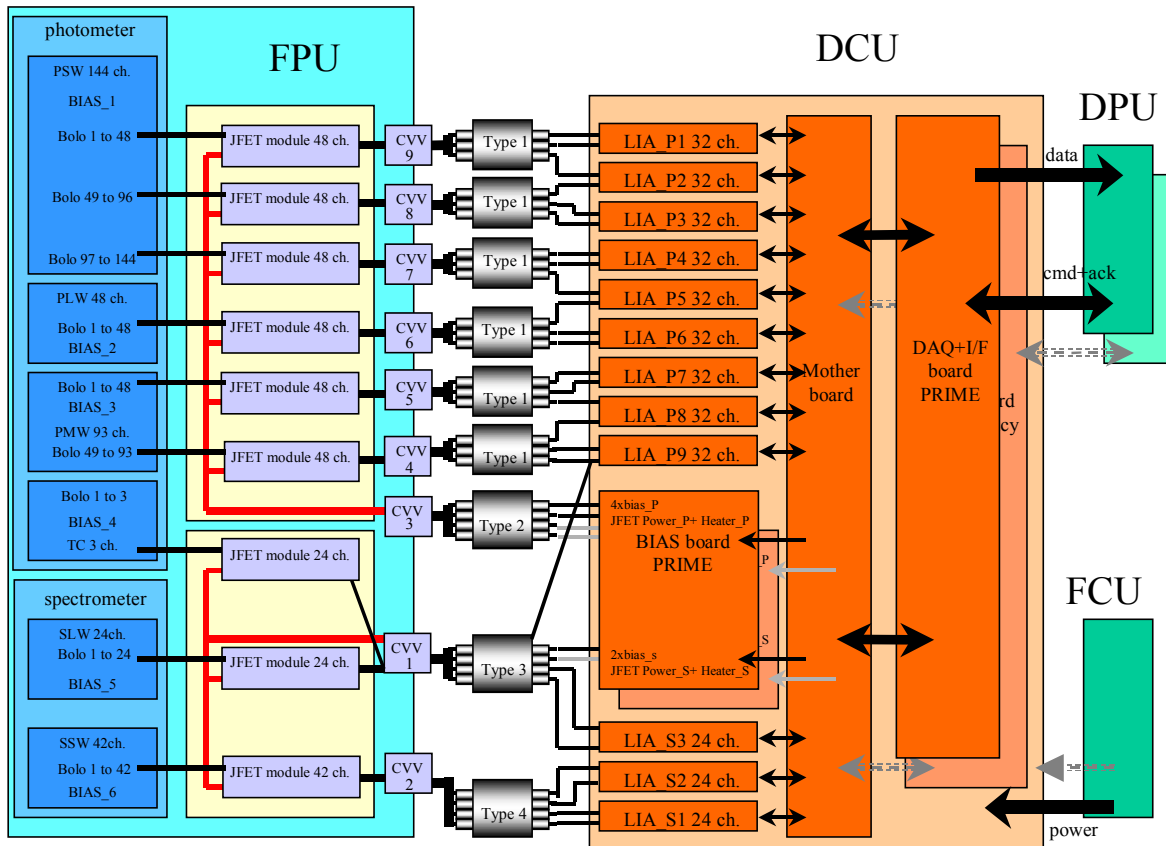 photometer
FPU
DCU
DPU
FCU
PSW 144 ch.
BIAS_1
Bolo 1 to 48
Bolo 49 to 96
Bolo 97 to 144
PLW 48 ch.
Bolo 1 to 48
BIAS_2
Bolo 1 to 48
BIAS_3
PMW 93 ch.
Bolo 49 to 93
Bolo 1 to 3
BIAS_4
TC 3 ch.
spectrometer
SLW 24ch.
Bolo 1 to 24
BIAS_5
SSW 42ch.
Bolo 1 to 42
BIAS_6
JFET module 48 ch.
JFET module 48 ch.
JFET module 48 ch.
JFET module 48 ch.
JFET module 48 ch.
JFET module 48 ch.
JFET module 24 ch.
JFET module 24 ch.
JFET module 42 ch.
CVV
9
CVV
8
CVV
7
CVV
6
CVV
5
CVV
4
CVV
3
CVV
1
CVV
2
Type 1
Type 1
Type 1
Type 1
Type 1
Type 1
Type 2
Type 3
Type 4
LIA_P1 32 ch.
LIA_P2 32 ch.
LIA_P3 32 ch.
LIA_P4 32 ch.
LIA_P5 32 ch.
LIA_P6 32 ch.
LIA_P7 32 ch.
LIA_P8 32 ch.
LIA_P9 32 ch.
4xbias_P
JFET Power_P+ Heater_P
BIAS board
PRIME
_P
_S
2xbias_s
JFET Power_S+ Heater_S
LIA_S3 24 ch.
LIA_S2 24 ch.
LIA_S1 24 ch.
Mother
board
DAQ+I/F
board
PRIME
rd
cy
data
cmd+ack
power